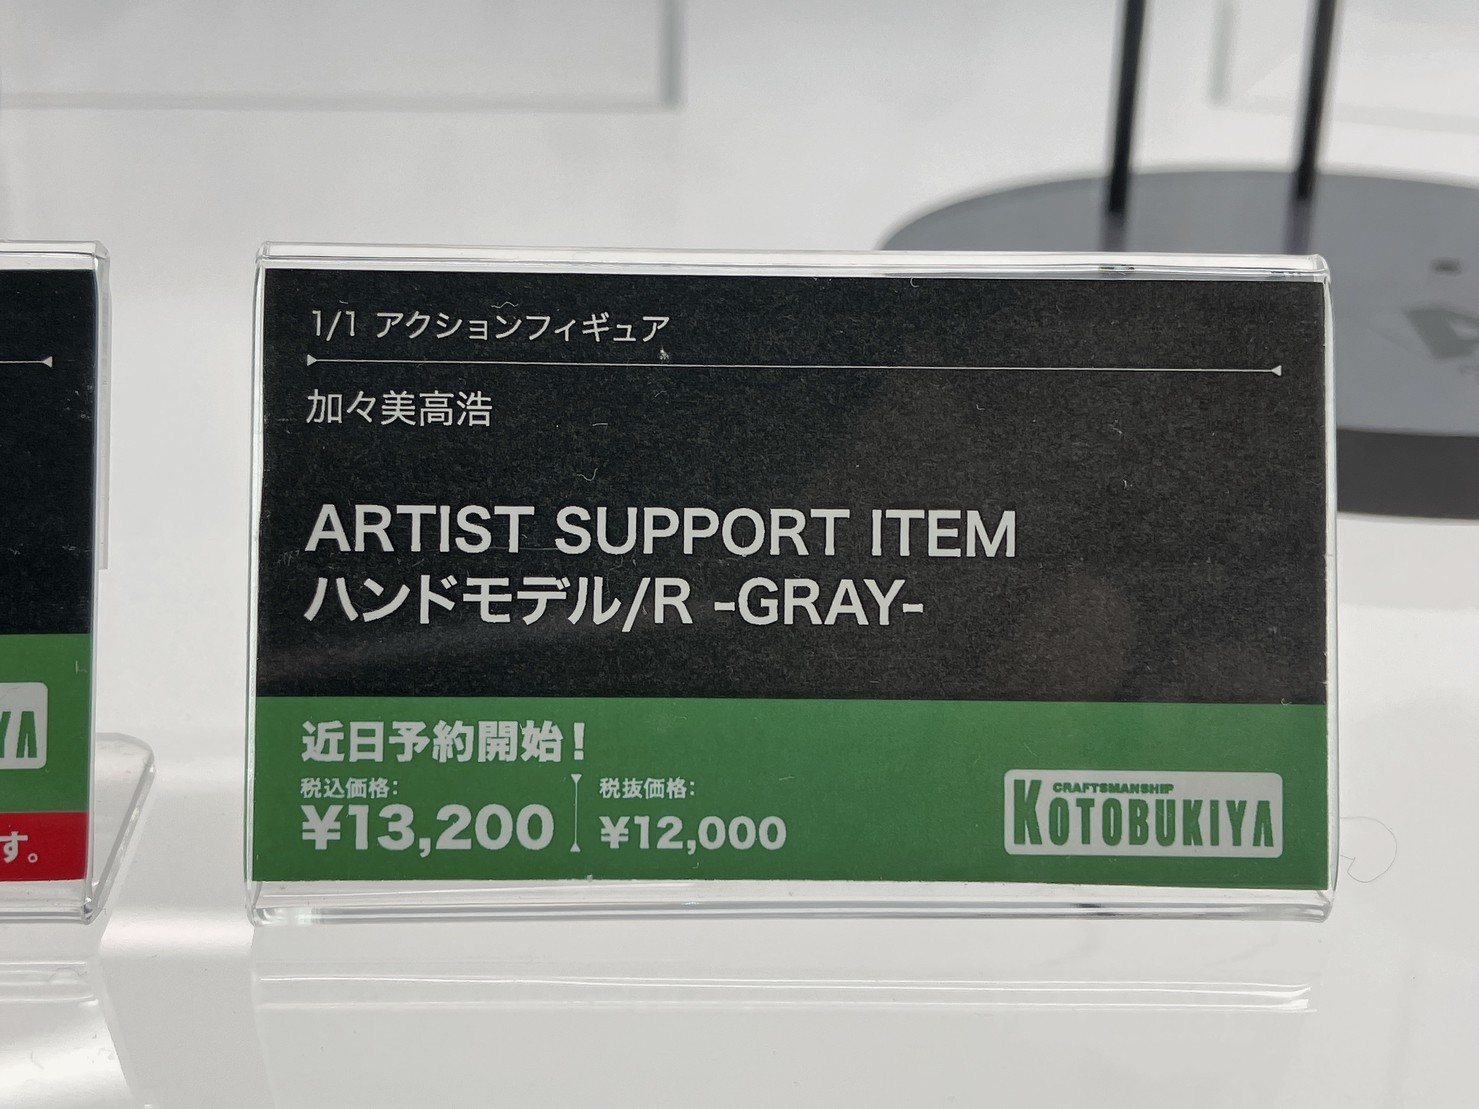 1/1 アクションフィギュア
加々美高浩
ARTIST SUPPORT ITEM
ハンドモデル/R -GRAY-
近日予約開始！
税込価格:
¥13,200
税抜価格:
¥12,000
CRAFTSMANSHIP
KOTOBUKIYA
YA
す。